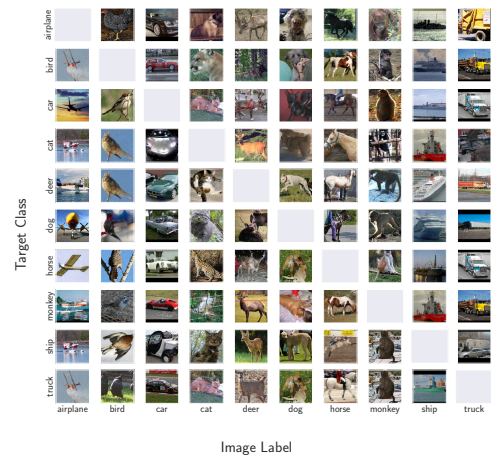 airplane
bird
car
cat
deer
dog
horse
monkey
ship
truck
Target Class
airplane bird car cat deer dog horse monkey ship truck
Image Label